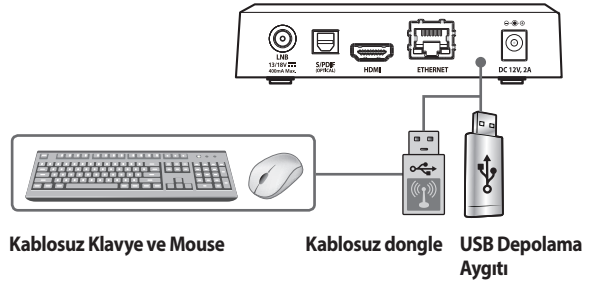 LNB
13/18V
400mA Max.
S/PDIF
(OPTICAL)
HDMI
ETHERNET
DC 12V, 2A
Kablosuz Klavye ve Mouse
Kablosuz dongle
USB Depolama
Aygıtı